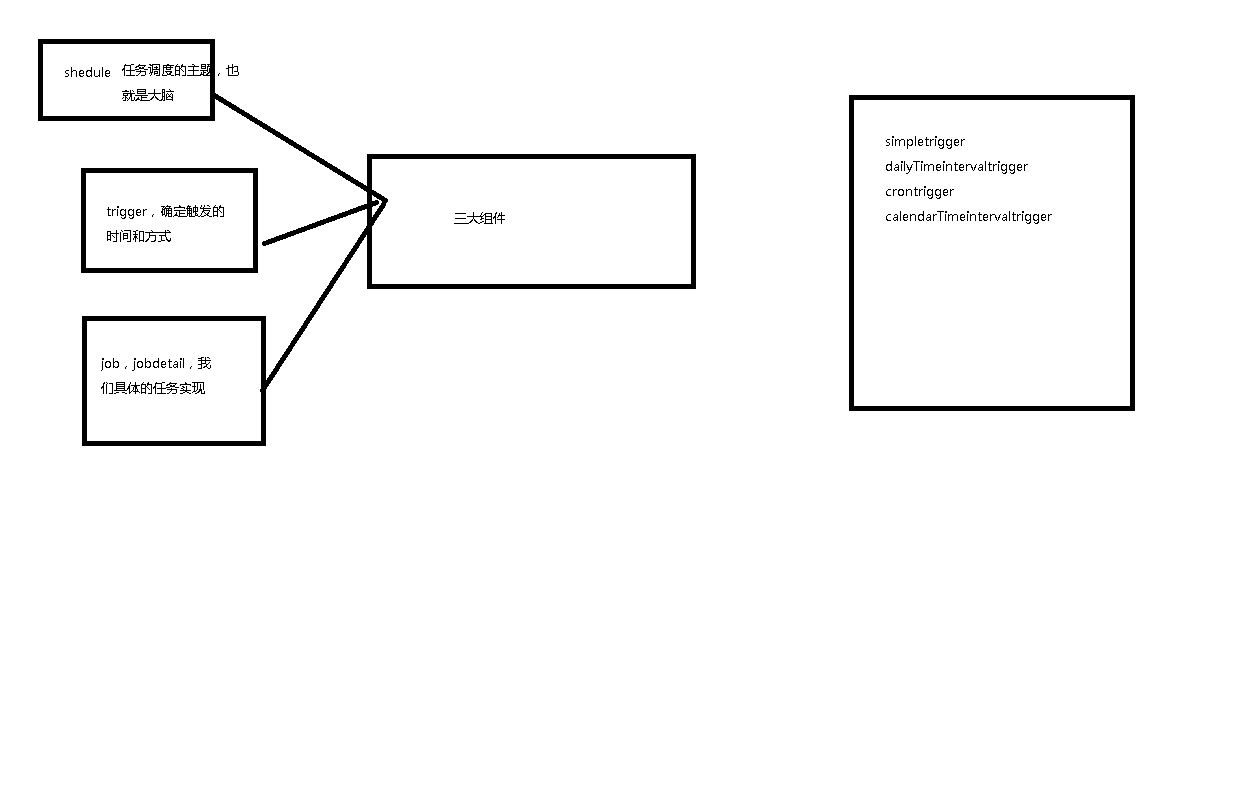 shedule 任务调度的主题，也
就是大脑
trigger，确定触发的
时间和方式
job，jobdetail，我
们具体的任务实现
三大组件
simpletrigger
dailyTimeintervaltrigger
crontrigger
calendarTimeintervaltrigger